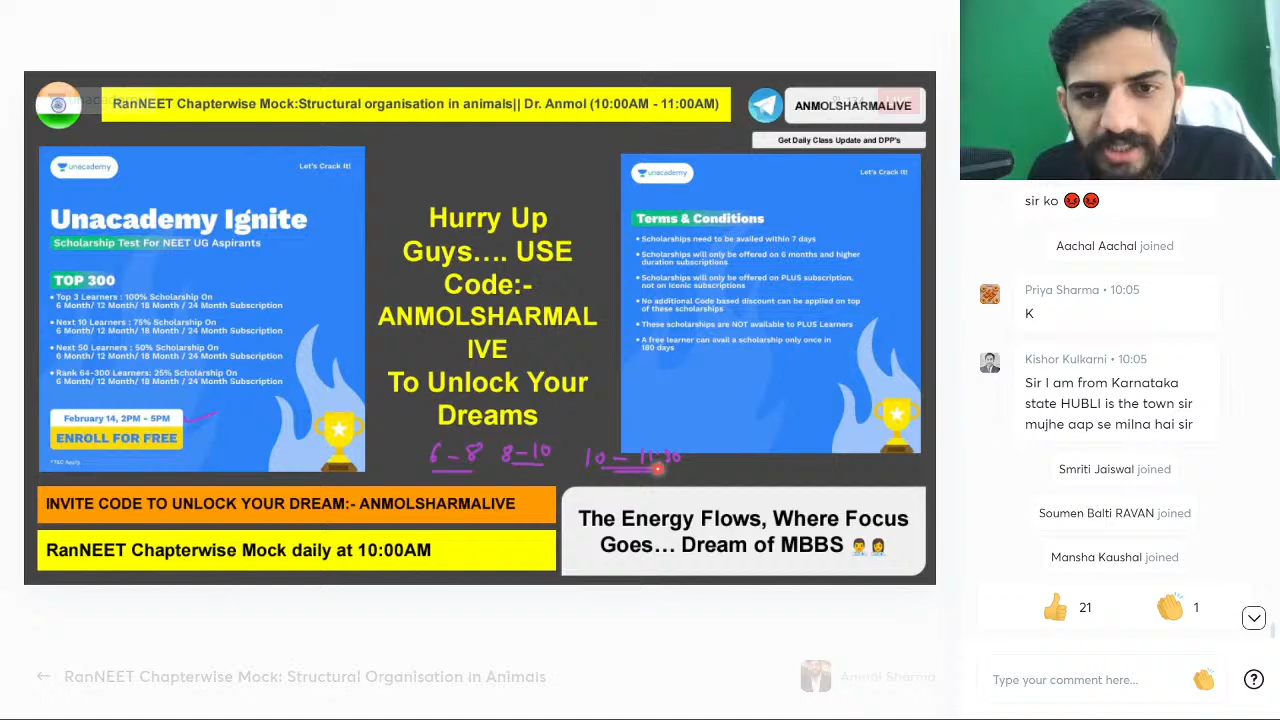 RanNEET Chapterwise Mock:Structural organisation in animals|| Dr. Anmol (10:00AM - 11:00AM)
ANMOLSHARMALIVE
Get Daily Class Update and DPP's
unacademy
Let's Crack It!
Unacademy Ignite
Scholarship Test For NEET UG Aspirants
TOP 300
• Top 3 Learners : 100% Scholarship On
6 Month/ 12 Month/ 18 Month / 24 Month Subscription
• Next 10 Learners : 75% Scholarship On
6 Month/ 12 Month/ 18 Month / 24 Month Subscription
• Next 50 Learners : 50% Scholarship On
6 Month/ 12 Month/ 18 Month / 24 Month Subscription
• Rank 64-300 Learners: 25% Scholarship On
6 Month/ 12 Month/ 18 Month / 24 Month Subscription
February 14, 2PM - 5PM
ENROLL FOR FREE
*T&C Apply
Hurry Up
Guys.... USE
Code:-
ANMOLSHARMAL
IVE
To Unlock Your
Dreams
6 - 8 8 - 10 10 - 11:30
unacademy
Let's Crack It!
Terms & Conditions
• Scholarships need to be availed within 7 days
• Scholarships will only be offered on 6 months and higher
duration subscriptions
• Scholarships will only be offered on PLUS subscription,
not on Iconic subscriptions
• No additional Code based discount can be applied on top
of these scholarships
• These scholarships are NOT available to PLUS Learners
• A free learner can avail a scholarship only once in
180 days
INVITE CODE TO UNLOCK YOUR DREAM:- ANMOLSHARMALIVE
RanNEET Chapterwise Mock daily at 10:00AM
The Energy Flows, Where Focus
Goes... Dream of MBBS 👨‍⚕️👩‍⚕️
RanNEET Chapterwise Mock: Structural Organisation in Animals
Anmol Sharma
sir ko 😡😡
Aachal Aachal joined
Priya Sharma • 10:05
K
Kishor Kulkarni • 10:05
Sir I am from Karnataka
state HUBLI is the town sir
mujhe aap se milna hai sir
Smriti Jaiswal joined
Soumen Balti RAVAN joined
Mansha Kaushal joined
21
1
Type your comment here...